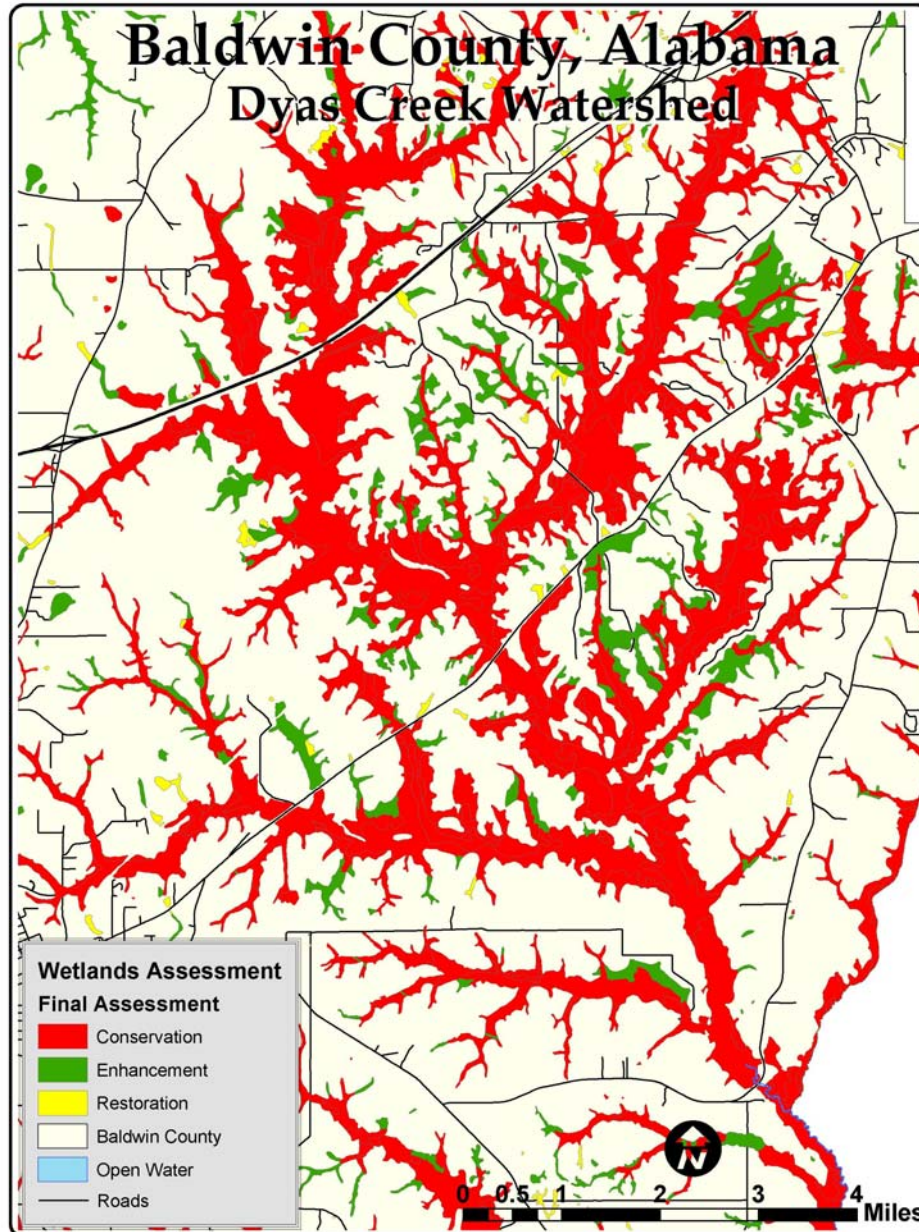 Baldwin County, Alabama
Dyas Creek Watershed
Wetlands Assessment
Final Assessment
Conservation
Enhancement
Restoration
Baldwin County
Open Water
Roads
N
0 0.5 1 2 3 4
Miles